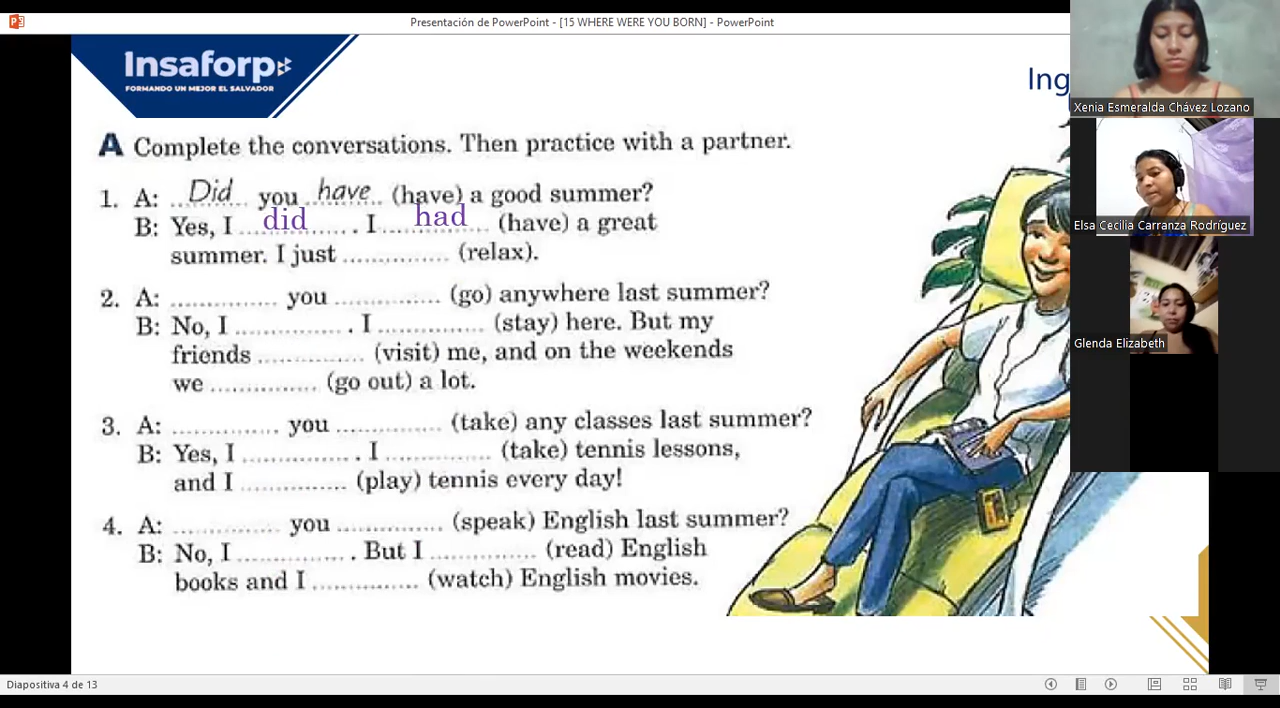 Presentación de PowerPoint - [15 WHERE WERE YOU BORN] - PowerPoint
Insaforp
FORMANDO UN MEJOR EL SALVADOR
Ing
A Complete the conversations. Then practice with a partner.
1. A: Did you have (have) a good summer?
B: Yes, I did. I had (have) a great
summer. I just .............. (relax).
2. A: .............. you .............. (go) anywhere last summer?
B: No, I .............. . I .............. (stay) here. But my
friends .............. (visit) me, and on the weekends
we .............. (go out) a lot.
3. A: .............. you .............. (take) any classes last summer?
B: Yes, I .............. . I .............. (take) tennis lessons,
and I .............. (play) tennis every day!
4. A: .............. you .............. (speak) English last summer?
B: No, I .............. . But I .............. (read) English
books and I .............. (watch) English movies.
Xenia Esmeralda Chávez Lozano
Elsa Cecilia Carranza Rodríguez
Glenda Elizabeth
Diapositiva 4 de 13